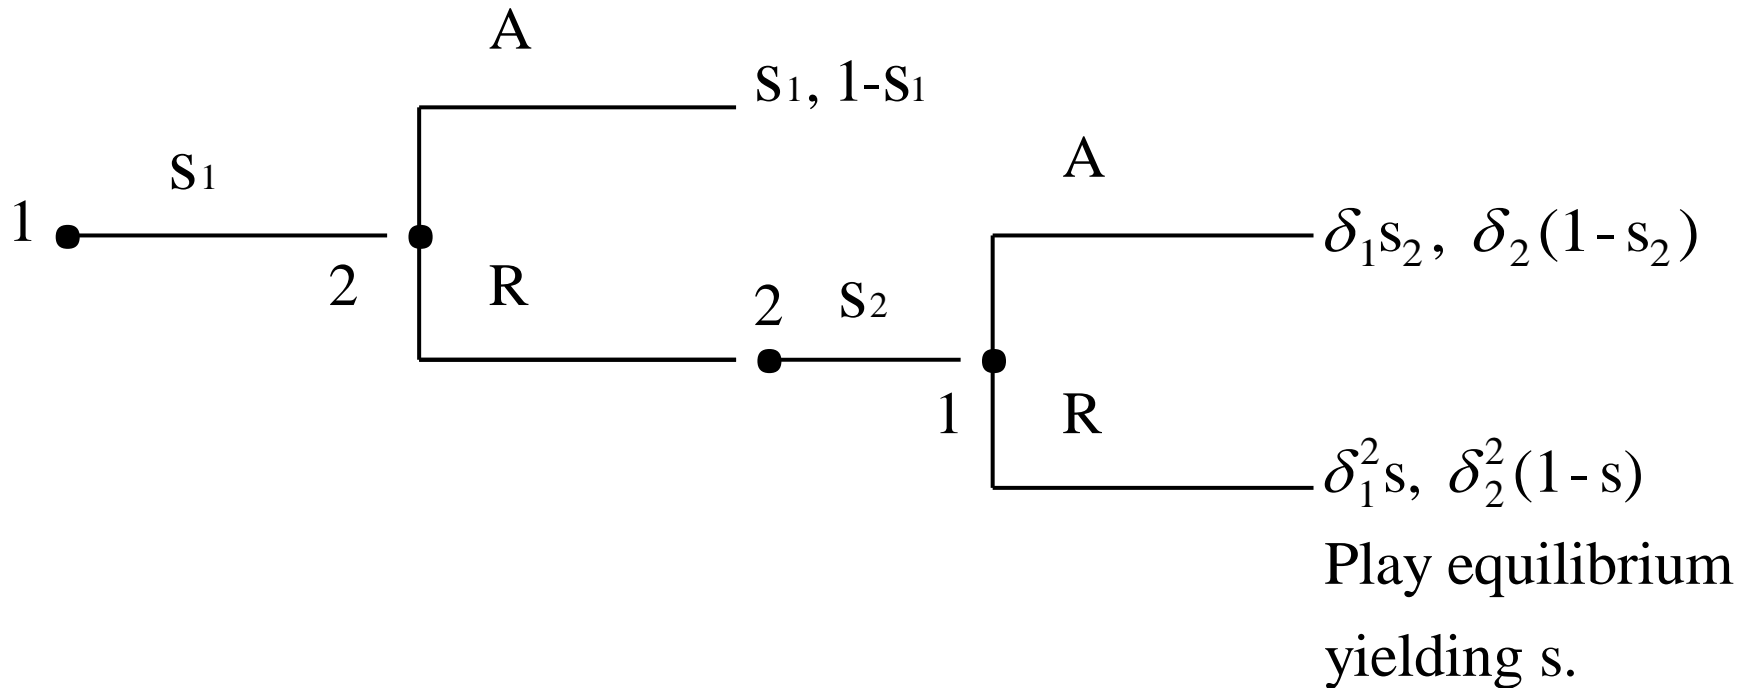 A
s₁, 1-s₁
A
s₁
1
δ₁s₂, δ₂(1-s₂)
2
R
2
s₂
1
R
δ₁²s, δ₂²(1-s)
Play equilibrium
yielding s.